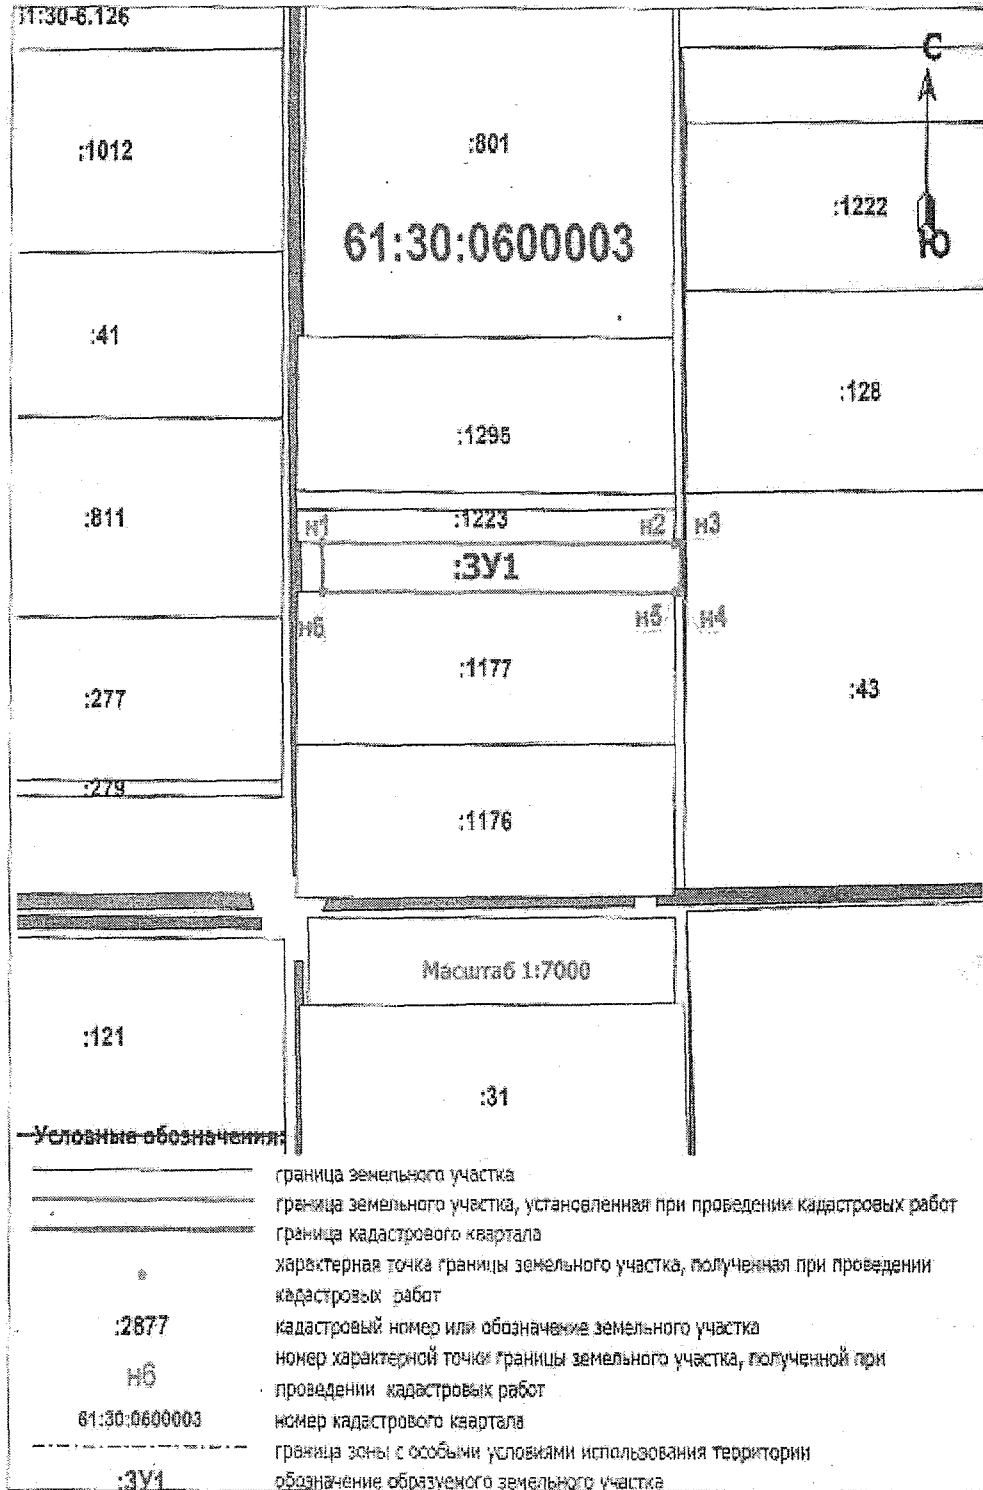 61:30-6.126
С
:1012
:801
:1222
61:30:0600003
Ю
:41
:128
:1295
:811
н1
:1223
н2
н3
:ЗУ1
н6
н5
н4
:1177
:277
:43
:279
:1176
Масштаб 1:7000
:121
:31
Условные обозначения:
граница земельного участка
граница земельного участка, установленная при проведении кадастровых работ
граница кадастрового квартала
характерная точка границы земельного участка, полученная при проведении
кадастровых работ
:2877 кадастровый номер или обозначение земельного участка
н6 номер характерной точки границы земельного участка, полученной при
проведении кадастровых работ
61:30:0600003 номер кадастрового квартала
граница зоны с особыми условиями использования территории
:ЗУ1 обозначение образуемого земельного участка